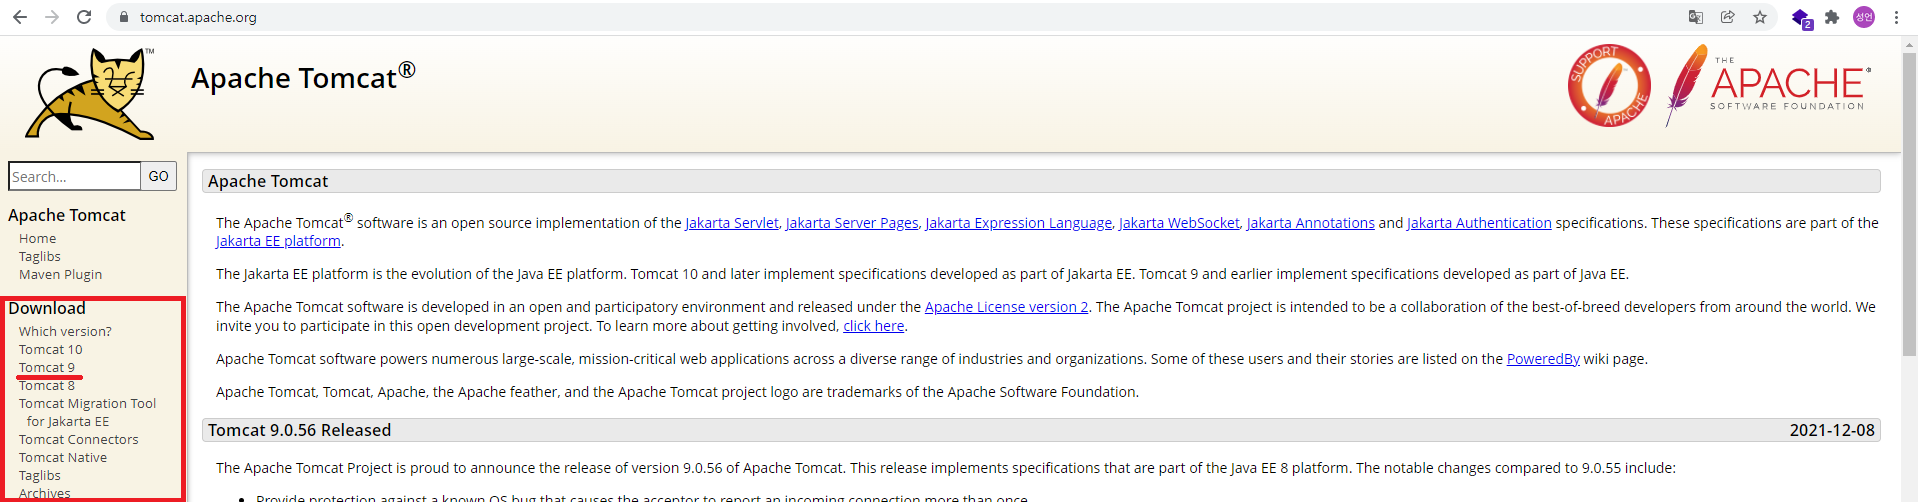 tomcat.apache.org
2
성언
TM
Apache Tomcat®
SUPPORT
APACHE
THE
APACHE®
SOFTWARE FOUNDATION
Search...
GO
Apache Tomcat
Home
Taglibs
Maven Plugin
Download
Which version?
Tomcat 10
Tomcat 9
Tomcat 8
Tomcat Migration Tool
for Jakarta EE
Tomcat Connectors
Tomcat Native
Taglibs
Archives
Apache Tomcat
The Apache Tomcat® software is an open source implementation of the Jakarta Servlet, Jakarta Server Pages, Jakarta Expression Language, Jakarta WebSocket, Jakarta Annotations and Jakarta Authentication specifications. These specifications are part of the
Jakarta EE platform.
The Jakarta EE platform is the evolution of the Java EE platform. Tomcat 10 and later implement specifications developed as part of Jakarta EE. Tomcat 9 and earlier implement specifications developed as part of Java EE.
The Apache Tomcat software is developed in an open and participatory environment and released under the Apache License version 2. The Apache Tomcat project is intended to be a collaboration of the best-of-breed developers from around the world. We
invite you to participate in this open development project. To learn more about getting involved, click here.
Apache Tomcat software powers numerous large-scale, mission-critical web applications across a diverse range of industries and organizations. Some of these users and their stories are listed on the PoweredBy wiki page.
Apache Tomcat, Tomcat, Apache, the Apache feather, and the Apache Tomcat project logo are trademarks of the Apache Software Foundation.
Tomcat 9.0.56 Released 2021-12-08
The Apache Tomcat Project is proud to announce the release of version 9.0.56 of Apache Tomcat. This release implements specifications that are part of the Java EE 8 platform. The notable changes compared to 9.0.55 include:
• Provide protection against a known OS bug that causes the acceptor to report an incoming connection more than once.